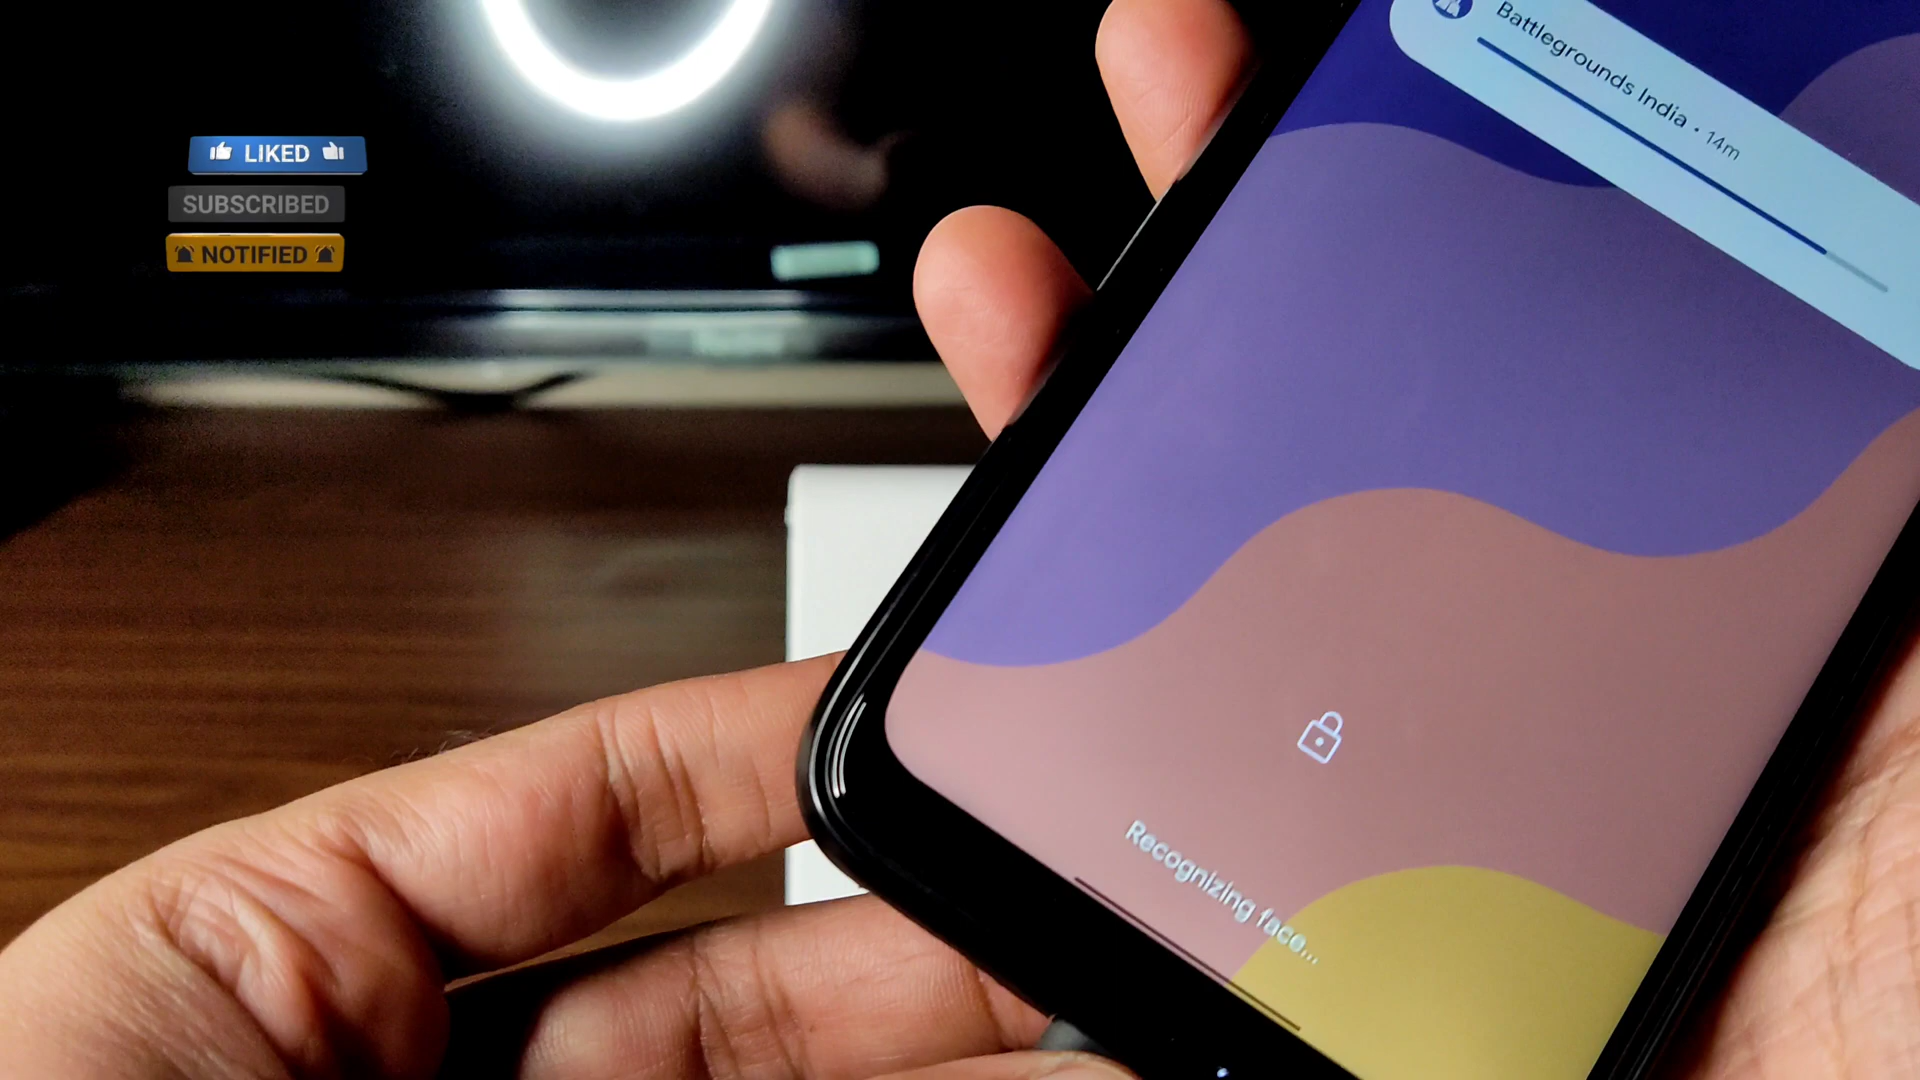 LIKED
SUBSCRIBED
NOTIFIED
Battlegrounds India • 14m
Recognizing face...